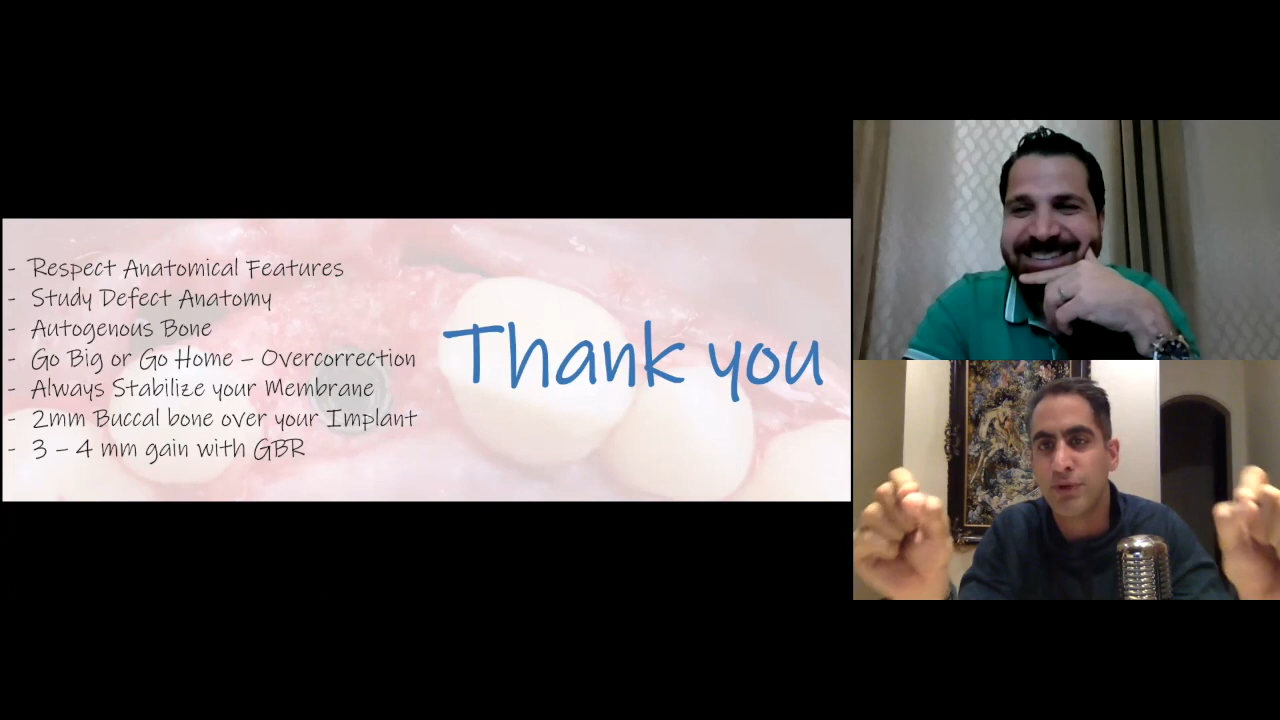 - Respect Anatomical Features
- Study Defect Anatomy
- Autogenous Bone
- Go Big or Go Home – Overcorrection
- Always Stabilize your Membrane
- 2mm Buccal bone over your Implant
- 3 – 4 mm gain with GBR
Thank you